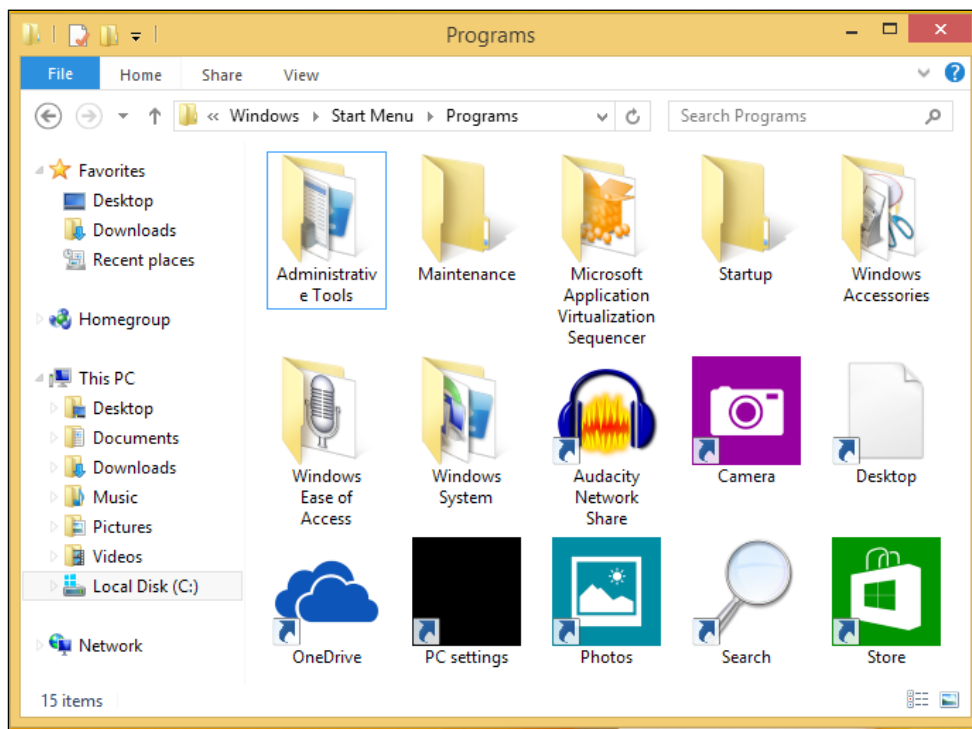 Programs
File Home Share View
« Windows Start Menu Programs
Search Programs
Favorites
Desktop
Downloads
Recent places
Homegroup
This PC
Desktop
Documents
Downloads
Music
Pictures
Videos
Local Disk (C:)
Network
Administrativ
e Tools
Maintenance
Microsoft
Application
Virtualization
Sequencer
Startup
Windows
Accessories
Windows
Ease of
Access
Windows
System
Audacity
Network
Share
Camera
Desktop
OneDrive
PC settings
Photos
Search
Store
15 items